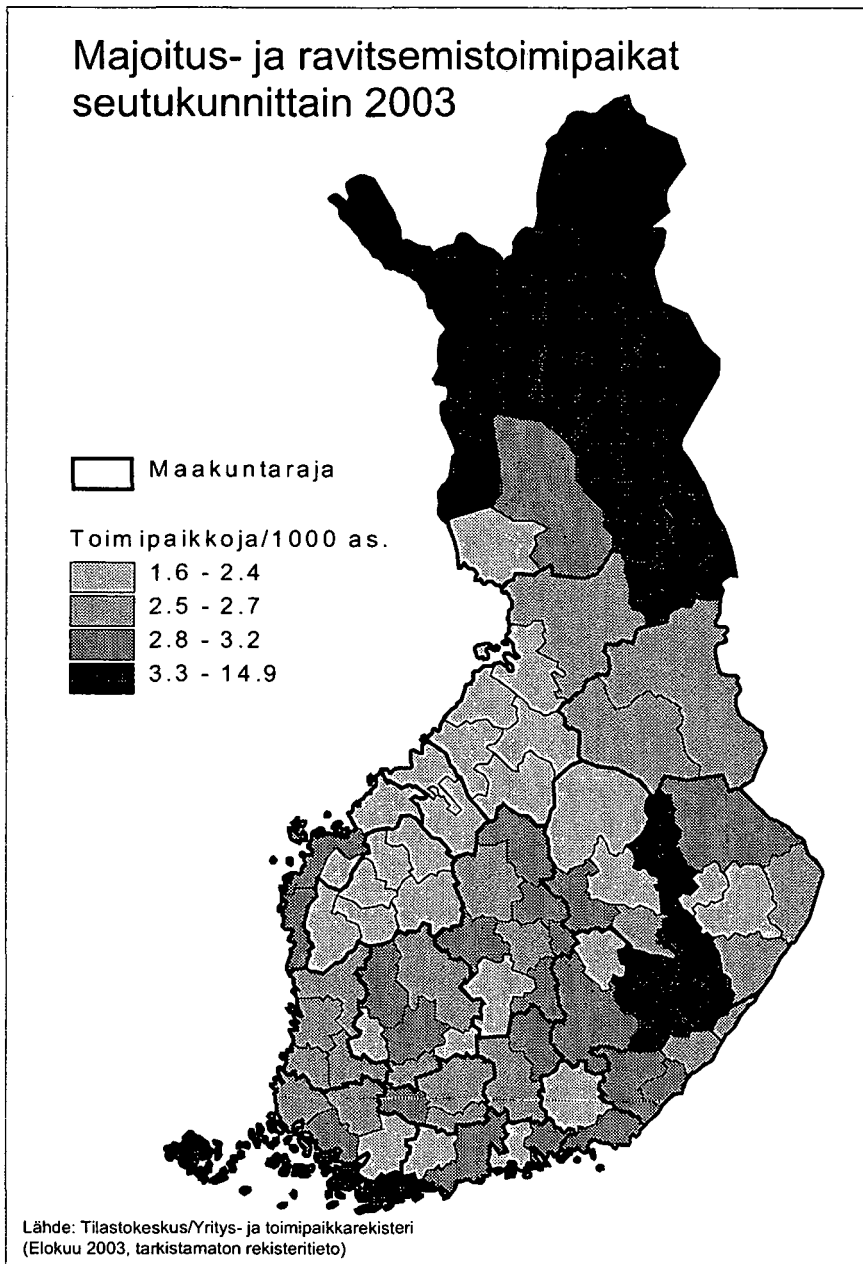 Majoitus- ja ravitsemistoimipaikat
seutukunnittain 2003
Maakuntaraja
Toimipaikkoja/1000 as.
1.6 - 2.4
2.5 - 2.7
2.8 - 3.2
3.3 - 14.9
Lähde: Tilastokeskus/Yritys- ja toimipaikkarekisteri
(Elokuu 2003, tarkistamaton rekisteritieto)